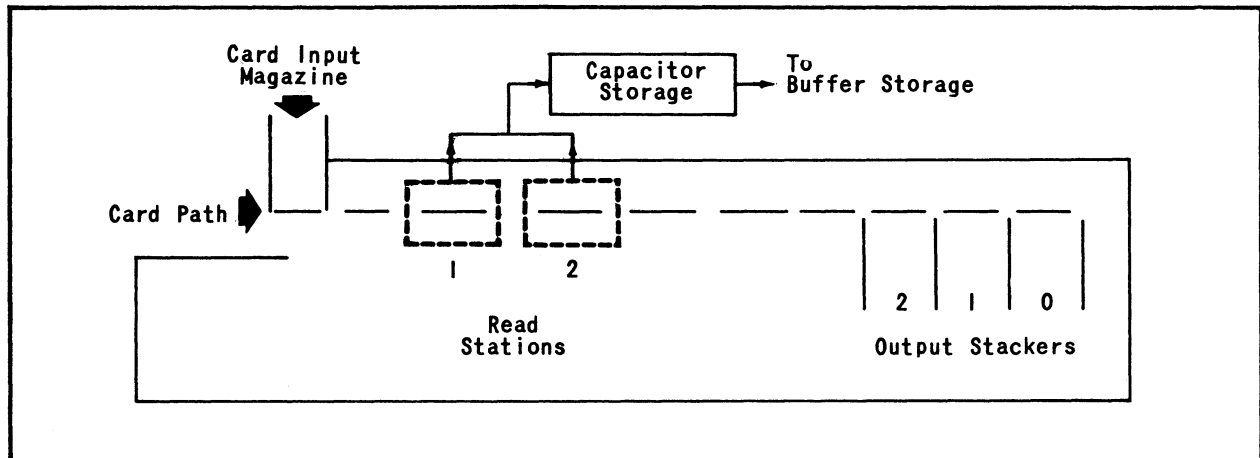 Card Input
Magazine
Capacitor
Storage
To
Buffer Storage
Card Path
1
2
Read
Stations
2
1
0
Output Stackers